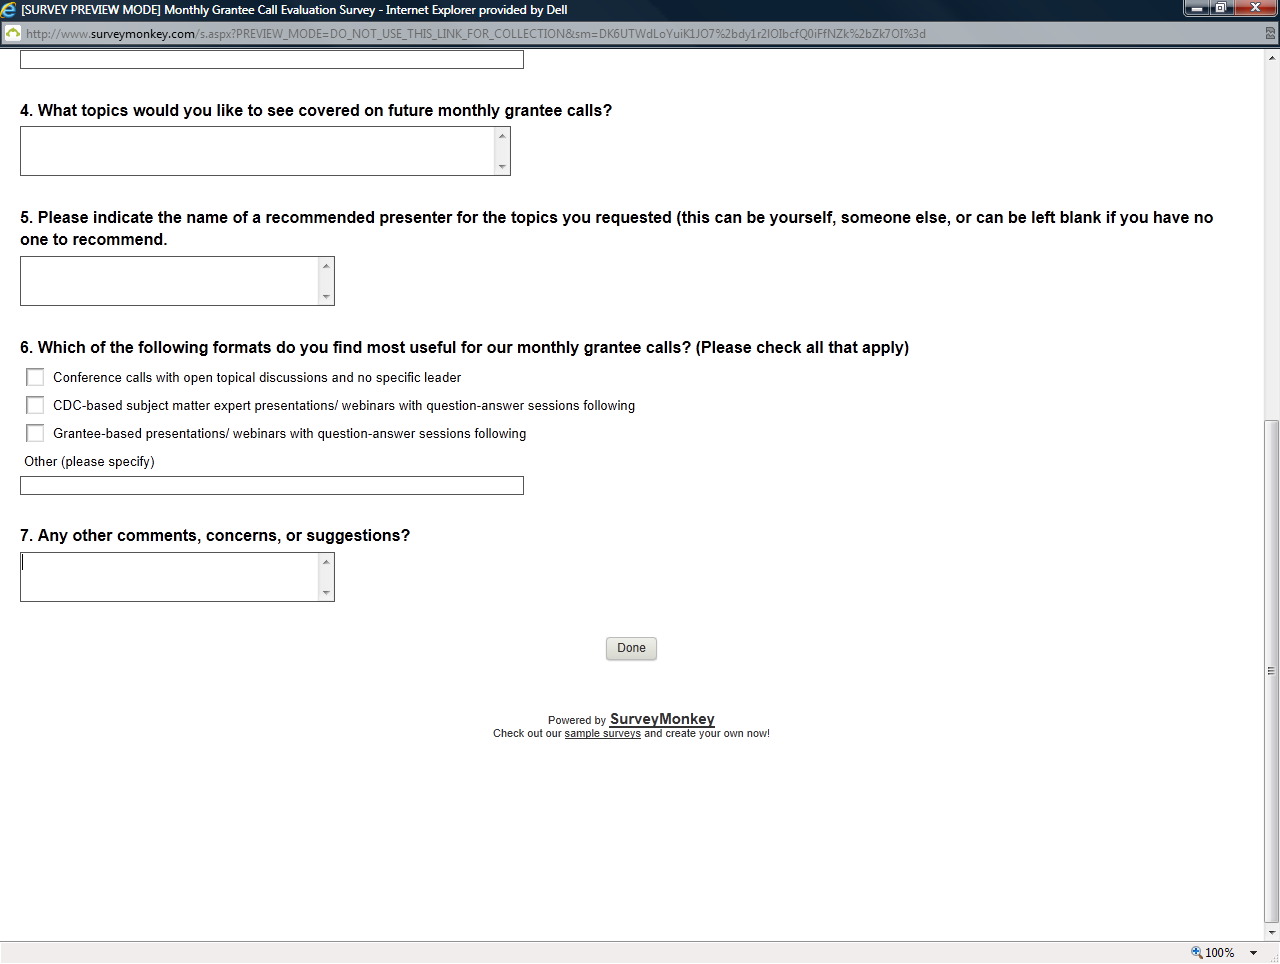 [SURVEY PREVIEW MODE] Monthly Grantee Call Evaluation Survey - Internet Explorer provided by Dell
http://www.surveymonkey.com/s.aspx?PREVIEW_MODE=DO_NOT_USE_THIS_LINK_FOR_COLLECTION&sm=DK6UTWdLoYuiK1JO7%2bdy1r2lOIbcfQ0iFfNZk%2bZk7OI%3d
4. What topics would you like to see covered on future monthly grantee calls?
5. Please indicate the name of a recommended presenter for the topics you requested (this can be yourself, someone else, or can be left blank if you have no
one to recommend.
6. Which of the following formats do you find most useful for our monthly grantee calls? (Please check all that apply)
Conference calls with open topical discussions and no specific leader
CDC-based subject matter expert presentations/ webinars with question-answer sessions following
Grantee-based presentations/ webinars with question-answer sessions following
Other (please specify)
7. Any other comments, concerns, or suggestions?
Done
Powered by SurveyMonkey
Check out our sample surveys and create your own now!
100%